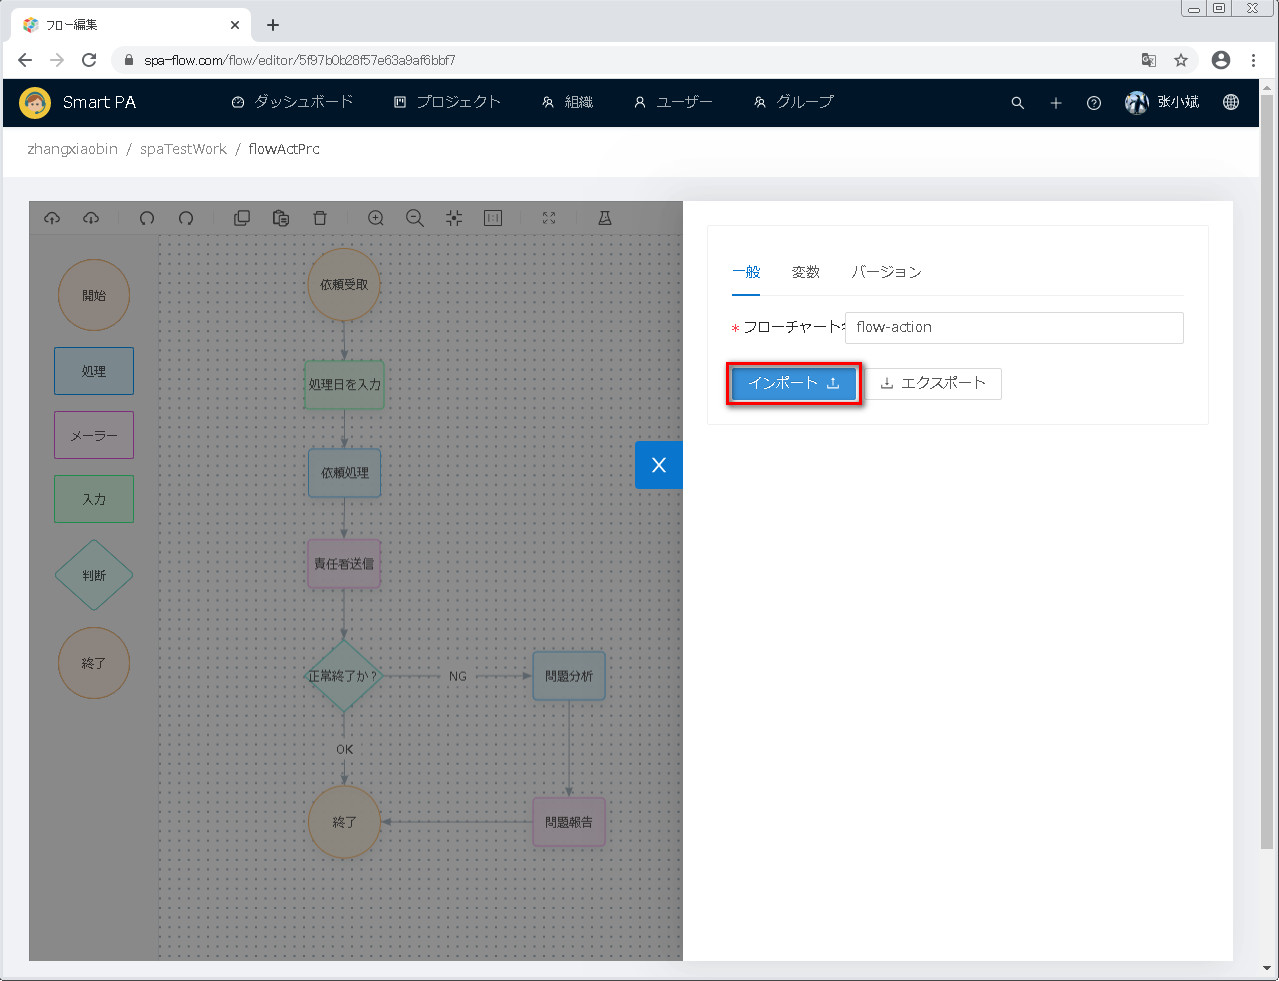 フロー編集
spa-flow.com/flow/editor/5f97b0b28f57e63a9af6bbf7
Smart PA
ダッシュボード
プロジェクト
組織
ユーザー
グループ
张小斌
zhangxiaobin / spaTestWork / flowActPrc
開始
処理
メーラー
入力
判断
終了
依頼受取
処理日を入力
依頼処理
責任者送信
正常終了か?
NG
問題分析
OK
終了
問題報告
一般
変数
バージョン
* フローチャート
flow-action
インポート
エクスポート